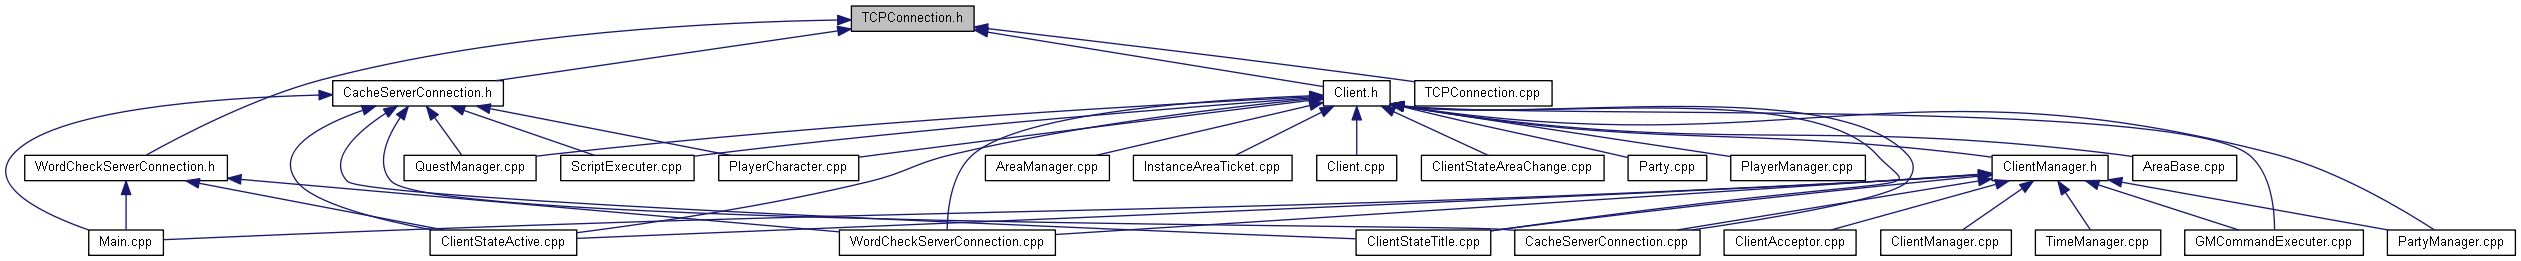 TCPConnection.h
CacheServerConnection.h
Client.h
TCPConnection.cpp
WordCheckServerConnection.h
QuestManager.cpp
ScriptExecuter.cpp
PlayerCharacter.cpp
AreaManager.cpp
InstanceAreaTicket.cpp
Client.cpp
ClientStateAreaChange.cpp
Party.cpp
PlayerManager.cpp
ClientManager.h
AreaBase.cpp
Main.cpp
ClientStateActive.cpp
WordCheckServerConnection.cpp
ClientStateTitle.cpp
CacheServerConnection.cpp
ClientAcceptor.cpp
ClientManager.cpp
TimeManager.cpp
GMCommandExecuter.cpp
PartyManager.cpp